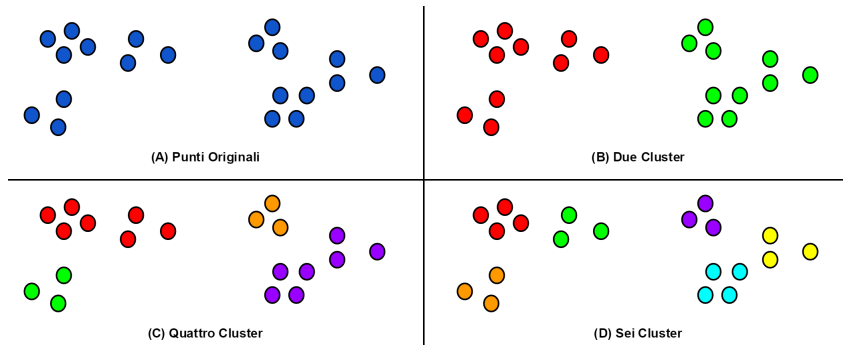 (A) Punti Originali
(B) Due Cluster
(C) Quattro Cluster
(D) Sei Cluster